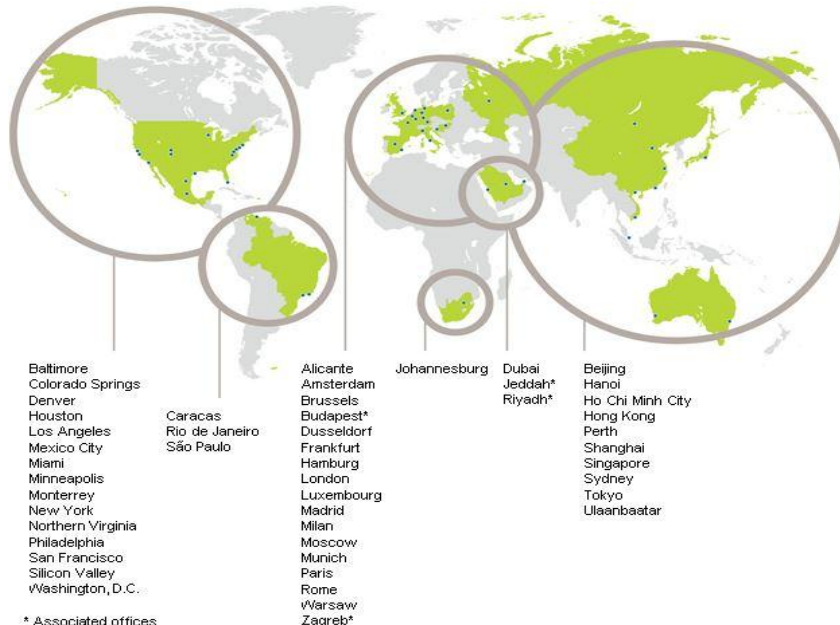 Baltimore
Colorado Springs
Denver
Houston
Los Angeles
Mexico City
Miami
Minneapolis
Monterrey
New York
Northern Virginia
Philadelphia
San Francisco
Silicon Valley
Washington, D.C.
* Associated offices
Caracas
Rio de Janeiro
São Paulo
Alicante
Amsterdam
Brussels
Budapest*
Dusseldorf
Frankfurt
Hamburg
London
Luxembourg
Madrid
Milan
Moscow
Munich
Paris
Rome
Warsaw
Zagreb*
Johannesburg
Dubai
Jeddah*
Riyadh*
Beijing
Hanoi
Ho Chi Minh City
Hong Kong
Perth
Shanghai
Singapore
Sydney
Tokyo
Ulaanbaatar